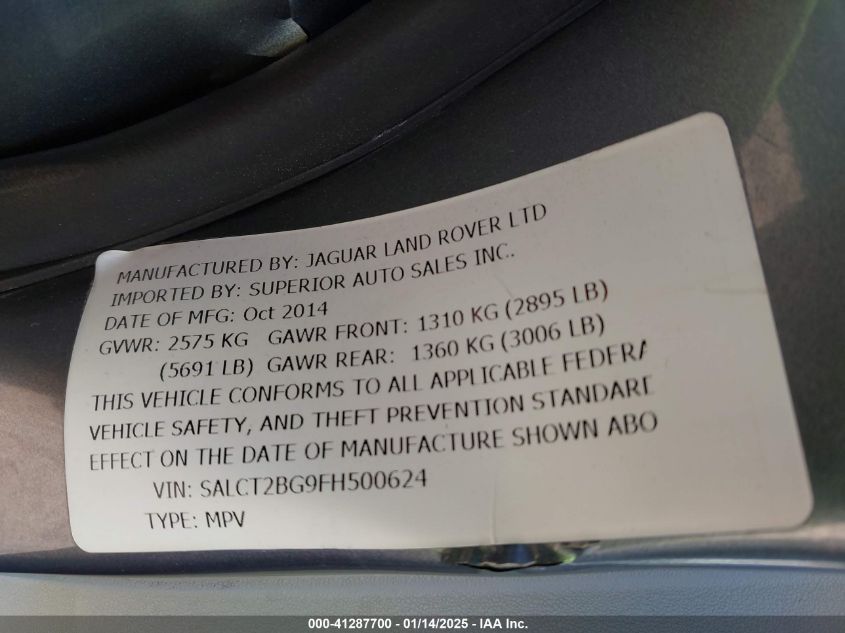 MANUFACTURED BY: JAGUAR LAND ROVER LTD
IMPORTED BY: SUPERIOR AUTO SALES INC.
DATE OF MFG: Oct 2014
GVWR: 2575 KG GAWR FRONT: 1310 KG (2895 LB)
(5691 LB) GAWR REAR: 1360 KG (3006 LB)
THIS VEHICLE CONFORMS TO ALL APPLICABLE FEDERA
VEHICLE SAFETY, AND THEFT PREVENTION STANDARD
EFFECT ON THE DATE OF MANUFACTURE SHOWN ABO
VIN: SALCT2BG9FH500624
TYPE: MPV
000-41287700 - 01/14/2025 - IAA Inc.